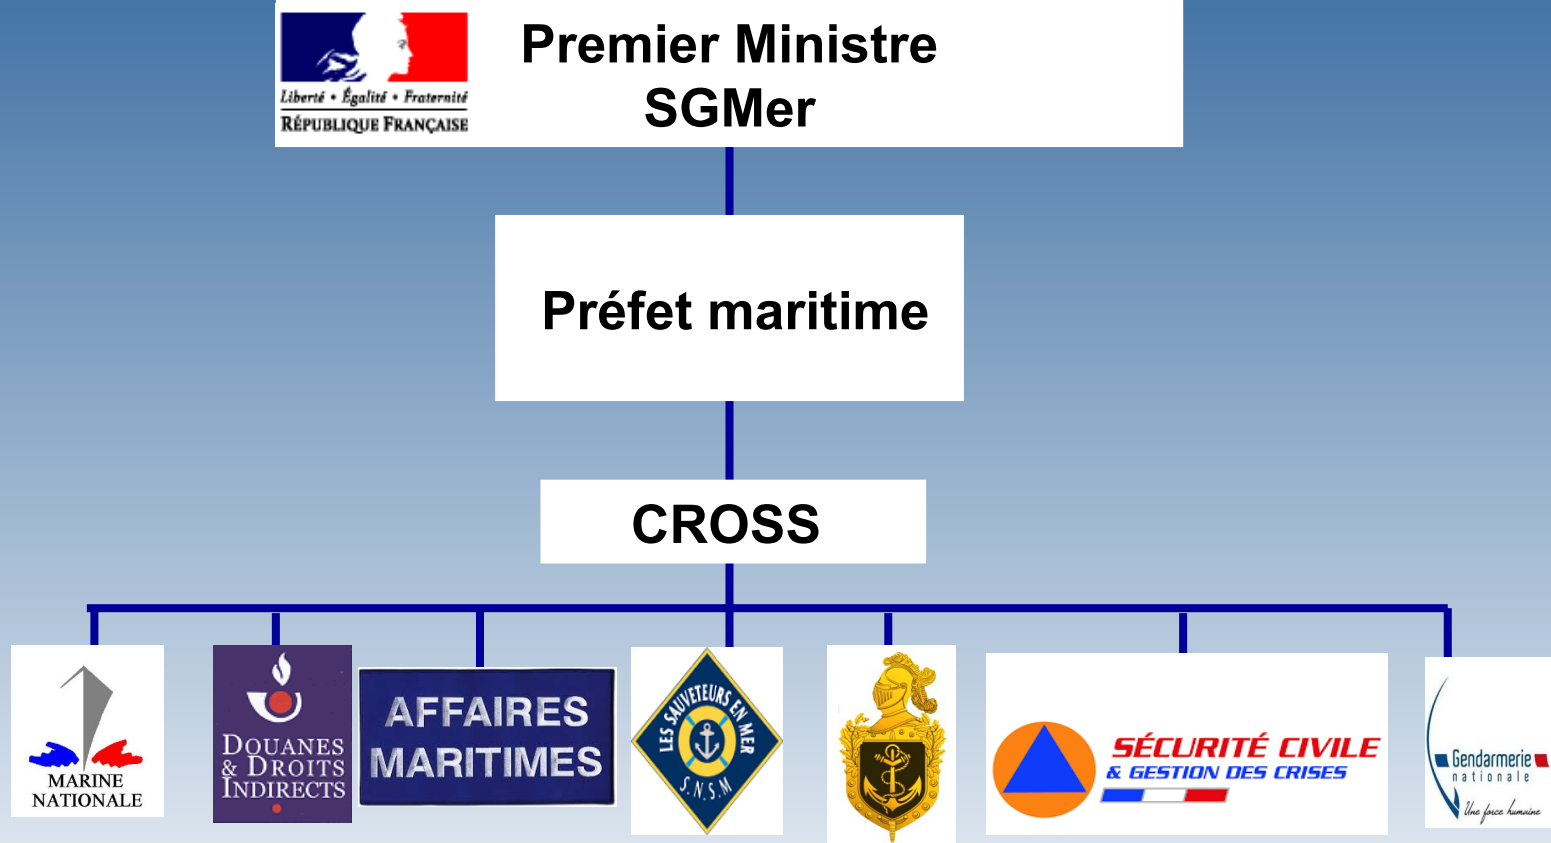 Liberté • Égalité • Fraternité
RÉPUBLIQUE FRANÇAISE
Premier Ministre
SGMer
Préfet maritime
CROSS
MARINE
NATIONALE
DOUANES
& DROITS
INDIRECTS
AFFAIRES
MARITIMES
LES SAUVETEURS EN MER
S.N.S.M
SÉCURITÉ CIVILE
& GESTION DES CRISES
Gendarmerie
nationale
Une force humaine